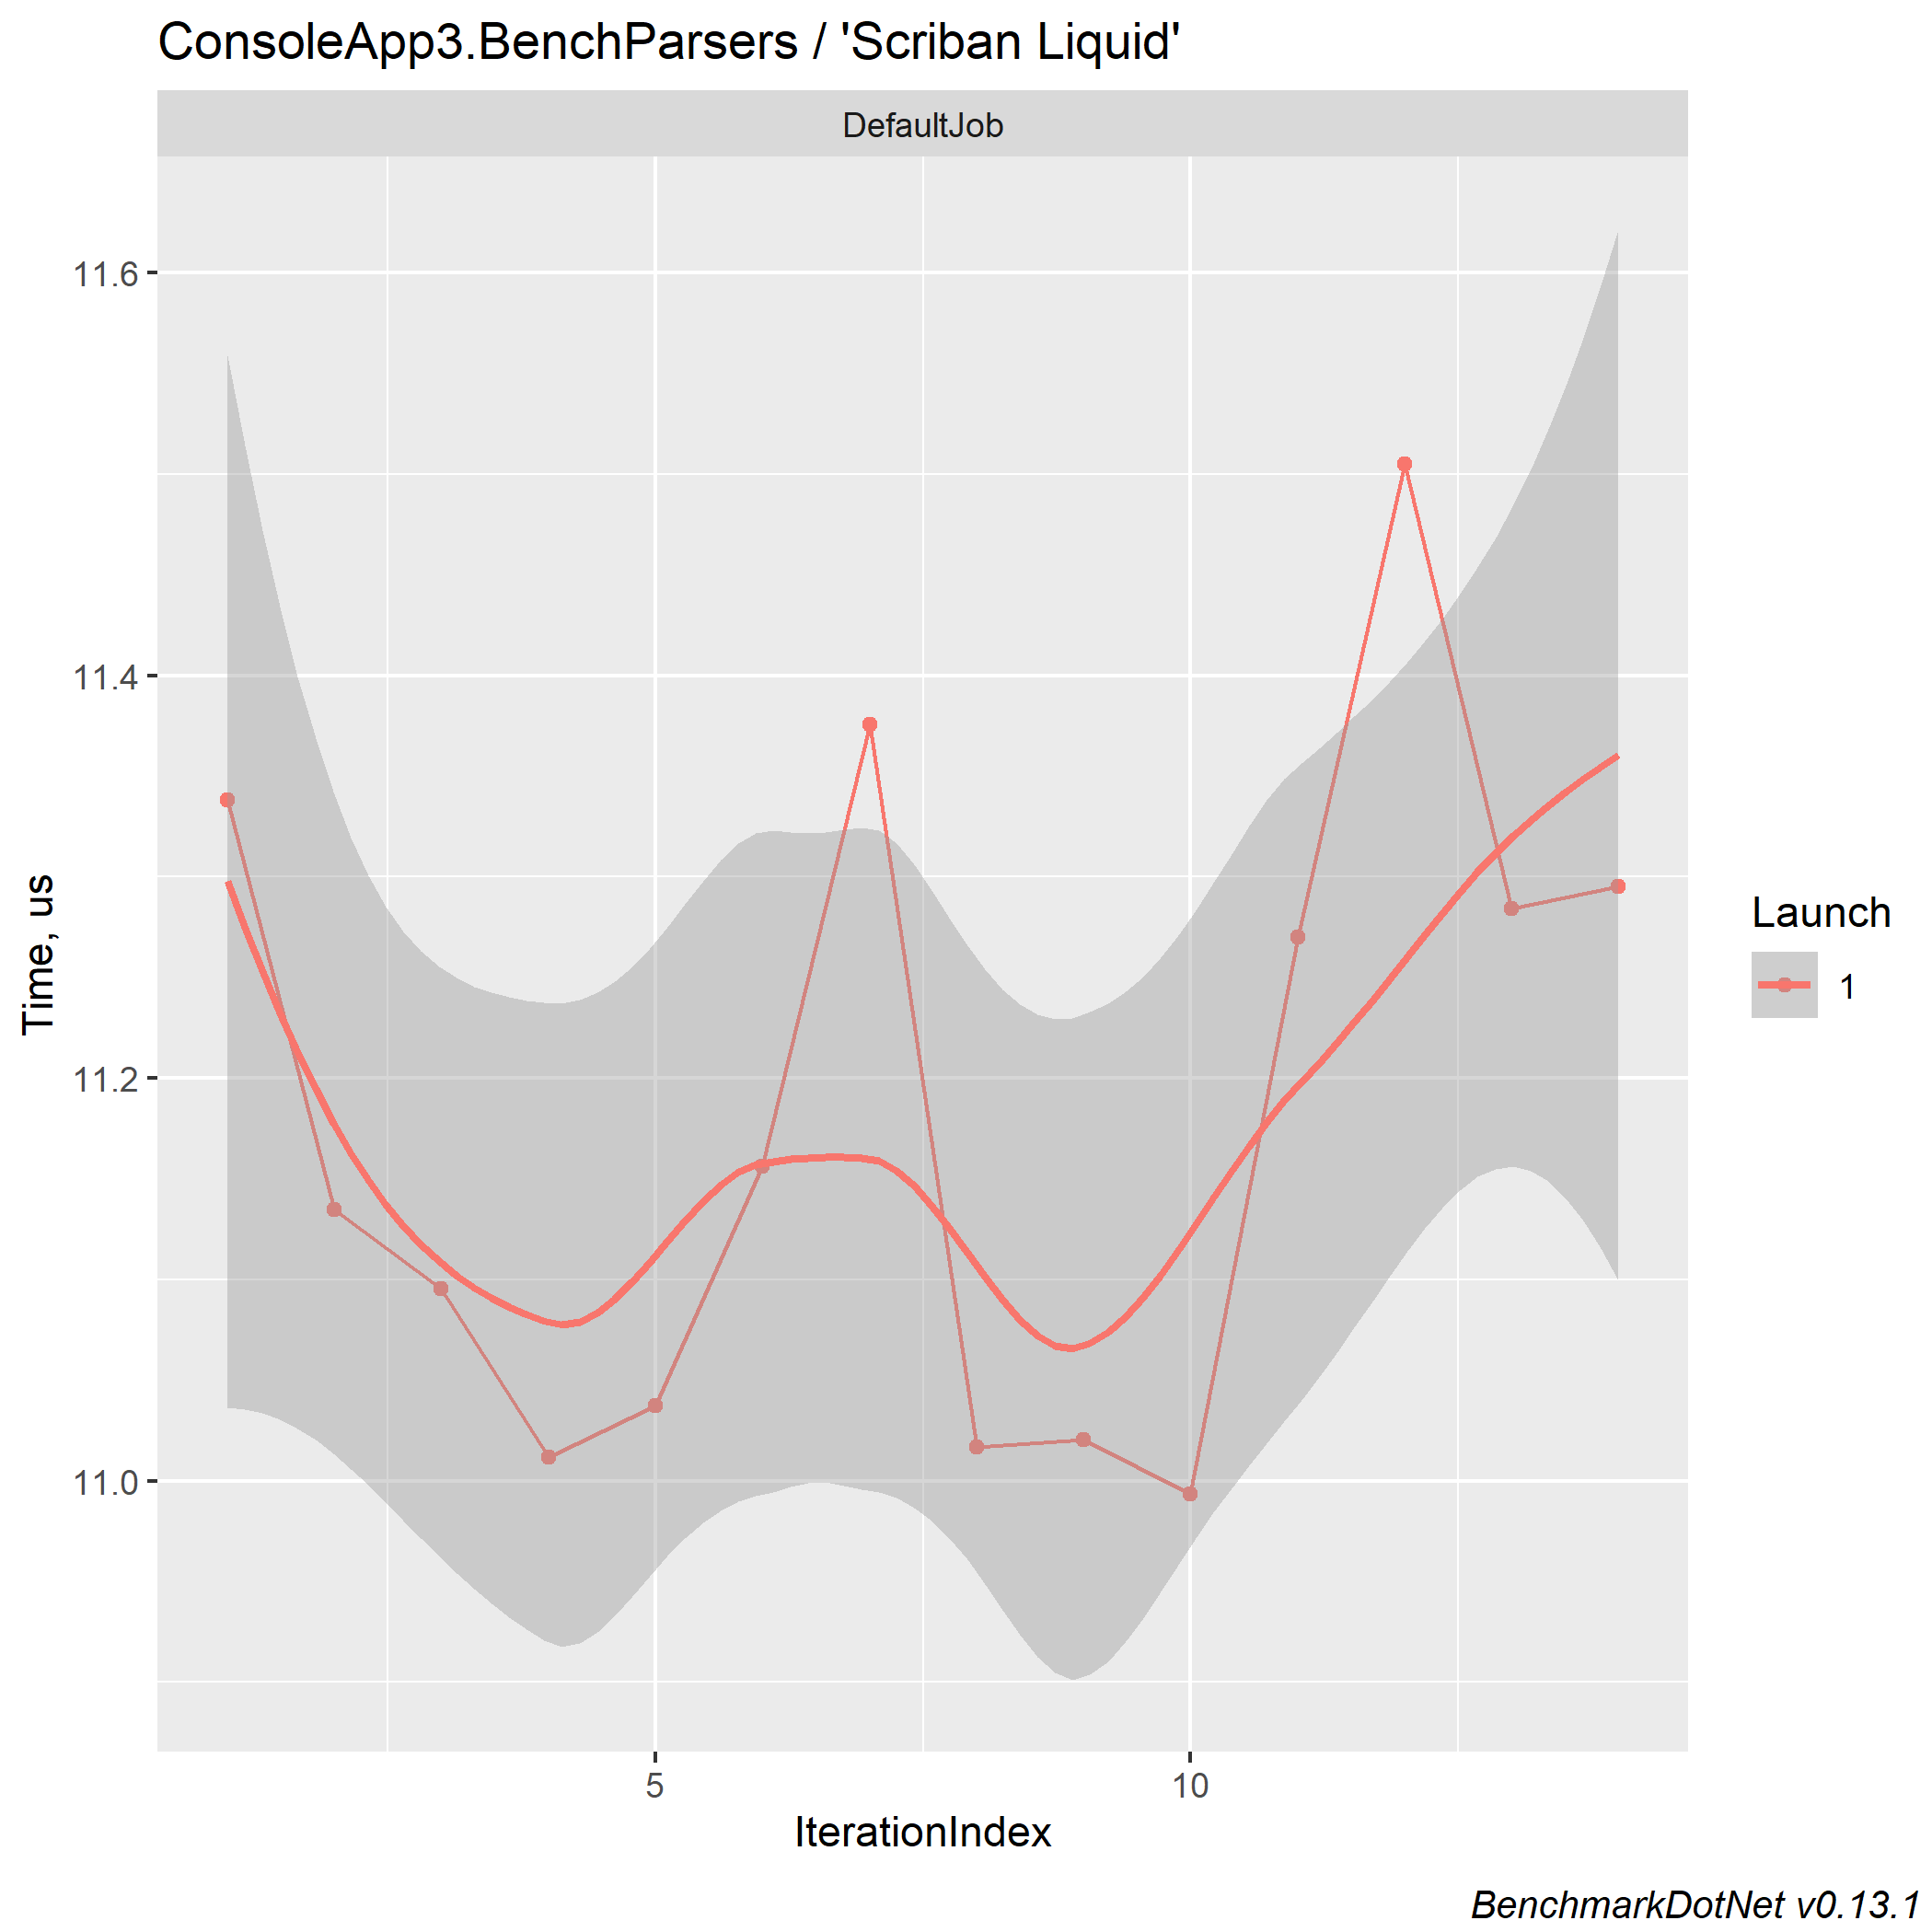 ConsoleApp3.BenchParsers / 'Scriban Liquid'
DefaultJob
11.6
11.4
11.2
11.0
Time, us
5
10
IterationIndex
Launch
1
BenchmarkDotNet v0.13.1